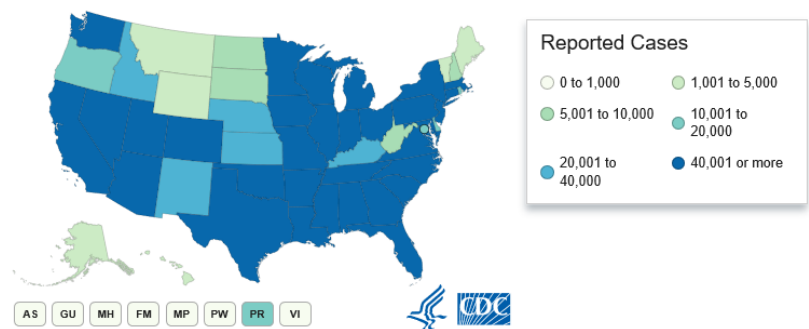 Reported Cases
0 to 1,000
1,001 to 5,000
5,001 to 10,000
10,001 to
20,000
20,001 to
40,000
40,001 or more
AS GU MH FM MP PW PR VI
CDC